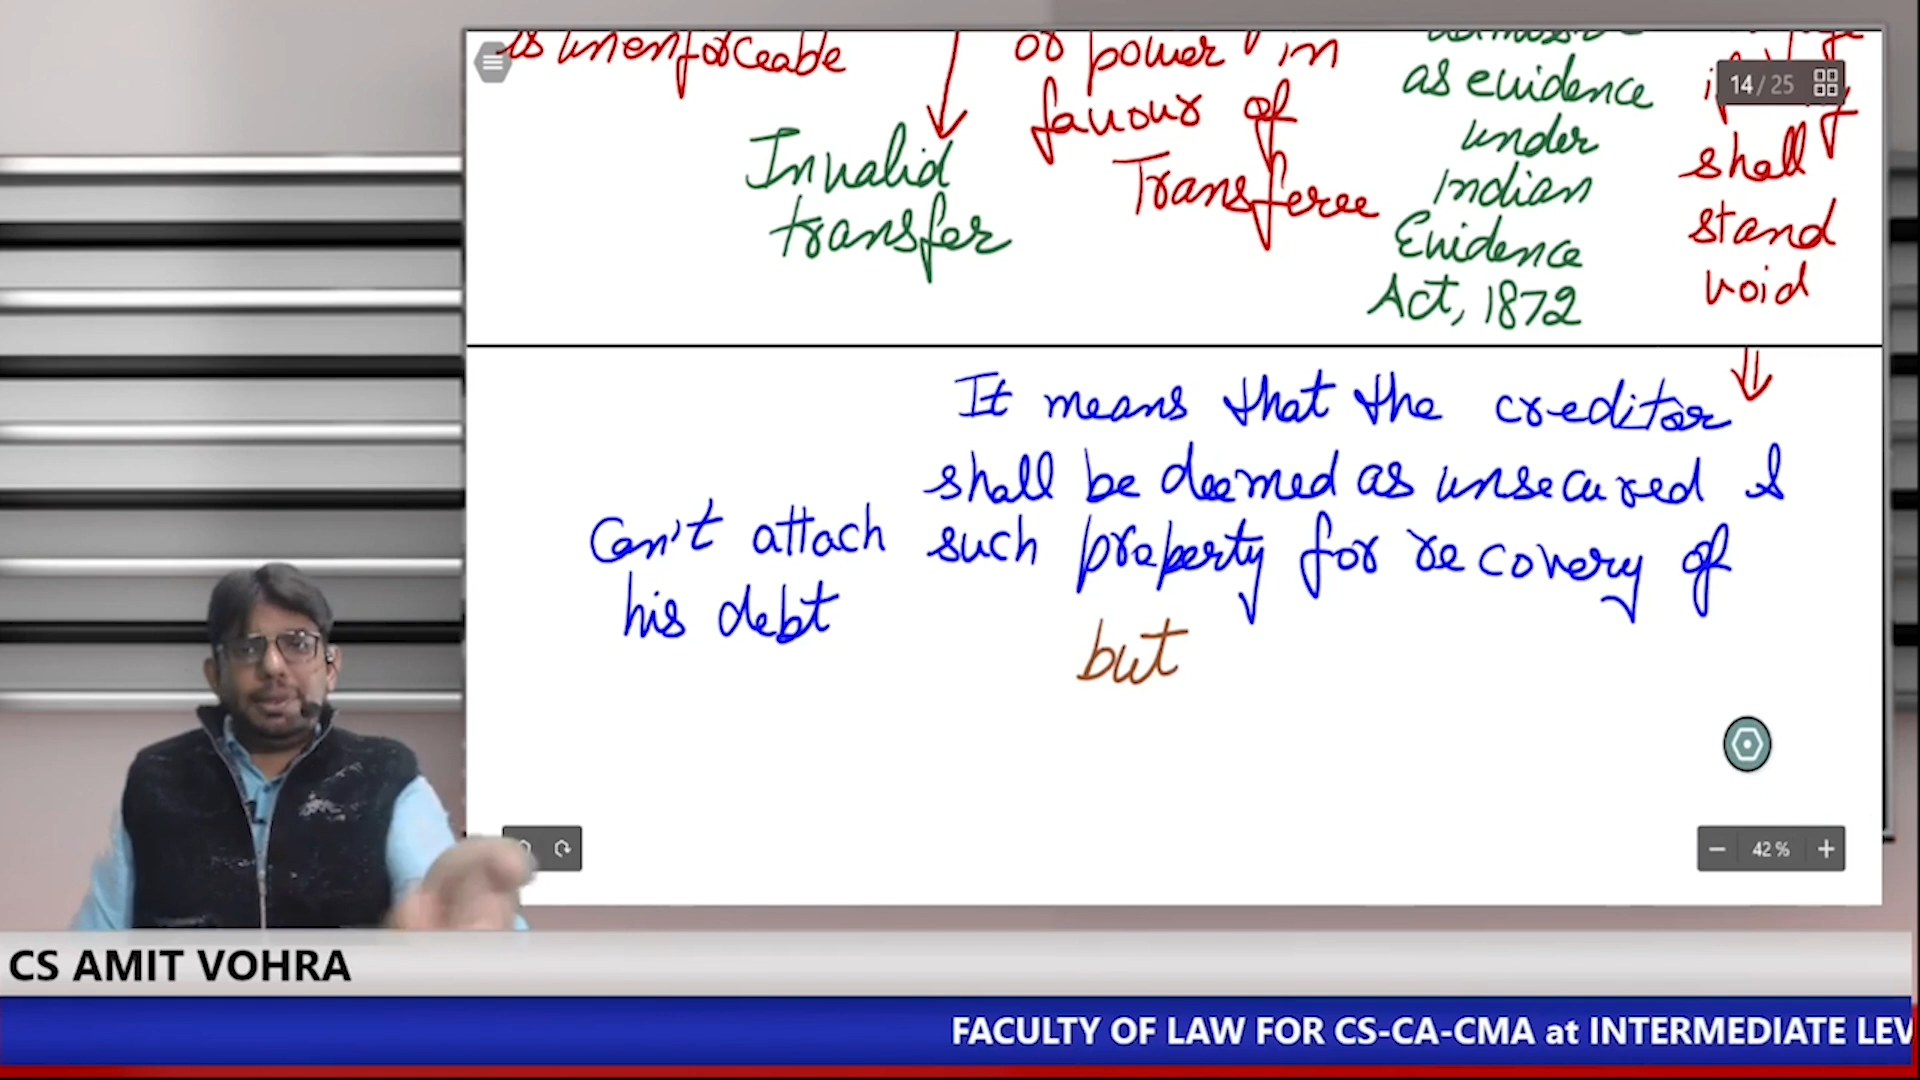 is unenforceable
or power in
favour of
Transferee
Invalid
transfer
as evidence
under
Indian
Evidence
Act, 1872
14 / 25
shall
stand
void
It means that the creditor
shall be deemed as unsecured &
Can't attach such property for recovery of
his debt
but
42 %
CS AMIT VOHRA
FACULTY OF LAW FOR CS-CA-CMA at INTERMEDIATE LEV